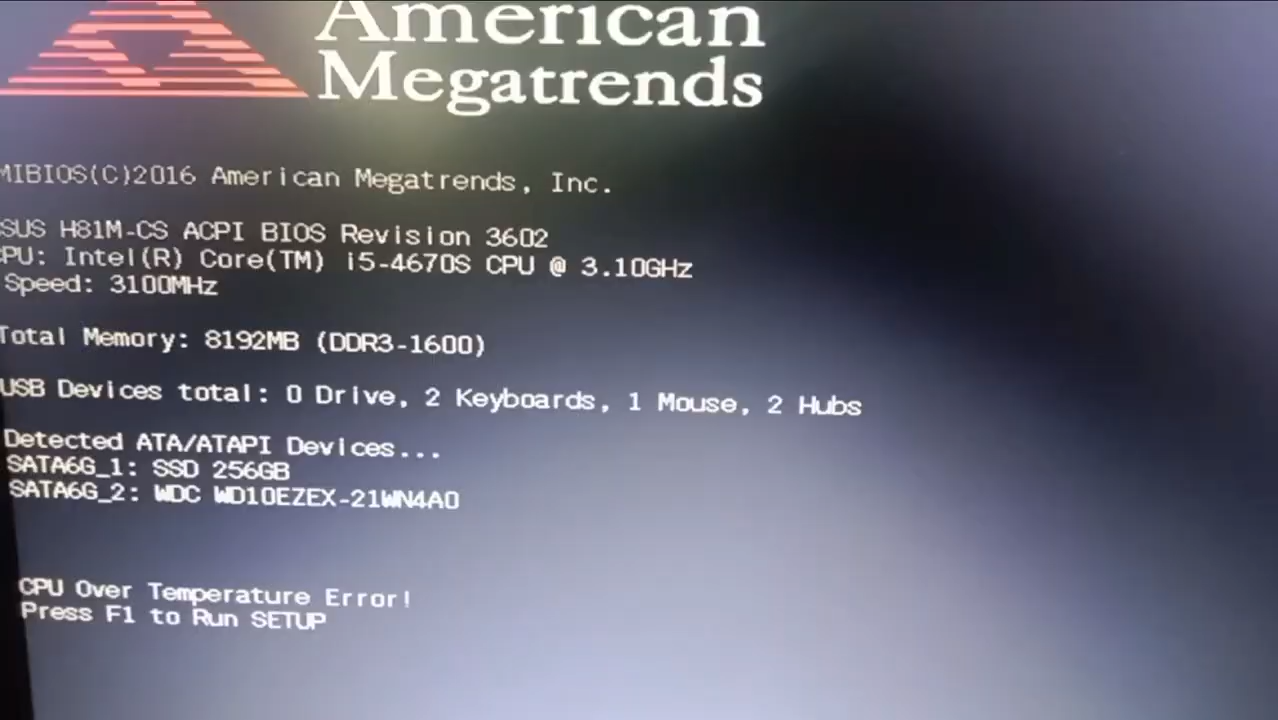 American
Megatrends
MIBIOS(C)2016 American Megatrends, Inc.
SUS H81M-CS ACPI BIOS Revision 3602
CPU: Intel(R) Core(TM) i5-4670S CPU @ 3.10GHz
Speed: 3100MHz
Total Memory: 8192MB (DDR3-1600)
USB Devices total: 0 Drive, 2 Keyboards, 1 Mouse, 2 Hubs
Detected ATA/ATAPI Devices...
SATA6G_1: SSD 256GB
SATA6G_2: WDC WD10EZEX-21WN4A0
CPU Over Temperature Error!
Press F1 to Run SETUP